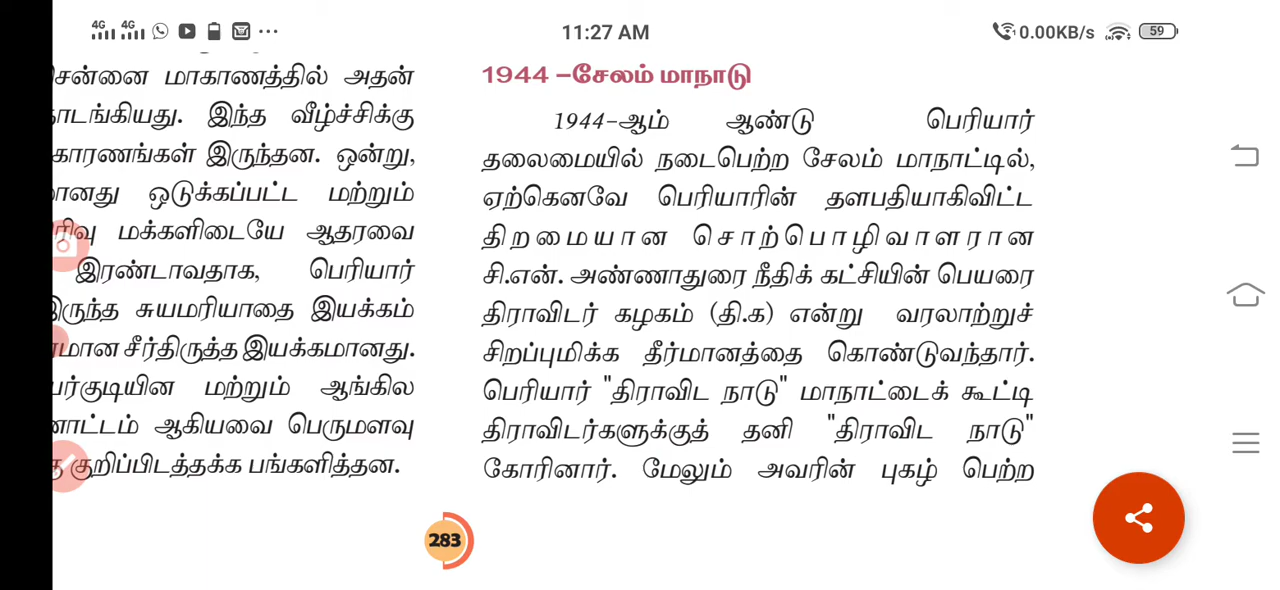 4G 4G 11:27 AM 0.00KB/s 59
சென்னை மாகாணத்தில் அதன்
இந்த வீழ்ச்சிக்கு
காரணங்கள் இருந்தன. ஒன்று,
ஒடுக்கப்பட்ட மற்றும்
மக்களிடையே ஆதரவை
இரண்டாவதாக, பெரியார்
இருந்த சுயமரியாதை இயக்கம்
சீர்திருத்த இயக்கமானது.
மற்றும் ஆங்கில
ஆகியவை பெருமளவு
குறிப்பிடத்தக்க பங்களித்தன.
1944 –சேலம் மாநாடு
1944-ஆம் ஆண்டு பெரியார்
தலைமையில் நடைபெற்ற சேலம் மாநாட்டில்,
ஏற்கெனவே பெரியாரின் தளபதியாகிவிட்ட
திறமையான சொற்பொழிவாளரான
சி.என். அண்ணாதுரை நீதிக் கட்சியின் பெயரை
திராவிடர் கழகம் (தி.க) என்று வரலாற்றுச்
சிறப்புமிக்க தீர்மானத்தை கொண்டுவந்தார்.
பெரியார் "திராவிட நாடு" மாநாட்டைக் கூட்டி
திராவிடர்களுக்குத் தனி "திராவிட நாடு"
கோரினார். மேலும் அவரின் புகழ் பெற்ற
283